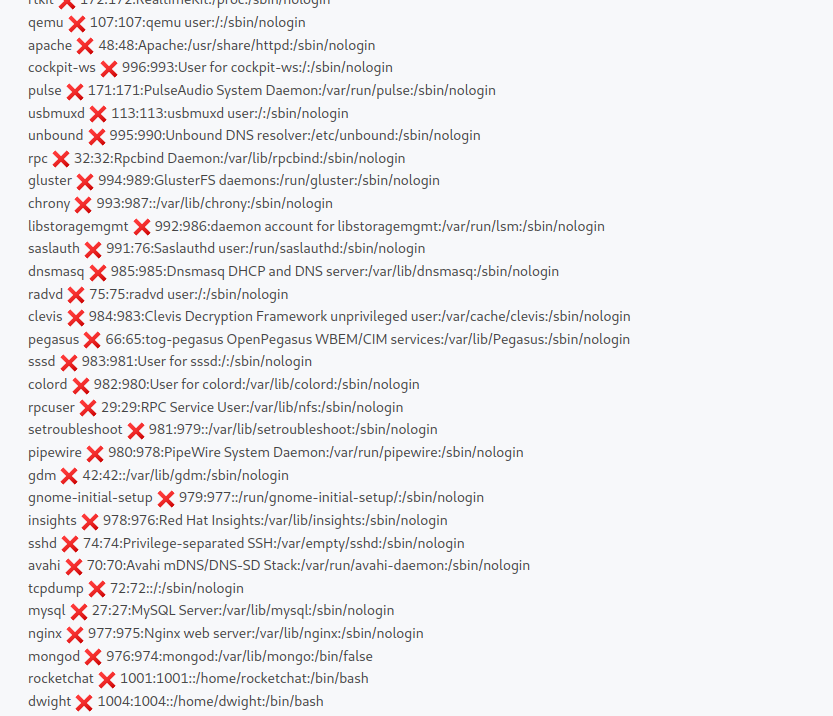 rtkit ❌ 172:172:RealtimeKit:/proc:/sbin/nologin
qemu ❌ 107:107:qemu user:/:/sbin/nologin
apache ❌ 48:48:Apache:/usr/share/httpd:/sbin/nologin
cockpit-ws ❌ 996:993:User for cockpit-ws:/:/sbin/nologin
pulse ❌ 171:171:PulseAudio System Daemon:/var/run/pulse:/sbin/nologin
usbmuxd ❌ 113:113:usbmuxd user:/:/sbin/nologin
unbound ❌ 995:990:Unbound DNS resolver:/etc/unbound:/sbin/nologin
rpc ❌ 32:32:Rpcbind Daemon:/var/lib/rpcbind:/sbin/nologin
gluster ❌ 994:989:GlusterFS daemons:/run/gluster:/sbin/nologin
chrony ❌ 993:987::/var/lib/chrony:/sbin/nologin
libstoragemgmt ❌ 992:986:daemon account for libstoragemgmt:/var/run/lsm:/sbin/nologin
saslauth ❌ 991:76:Saslauthd user:/run/saslauthd:/sbin/nologin
dnsmasq ❌ 985:985:Dnsmasq DHCP and DNS server:/var/lib/dnsmasq:/sbin/nologin
radvd ❌ 75:75:radvd user:/:/sbin/nologin
clevis ❌ 984:983:Clevis Decryption Framework unprivileged user:/var/cache/clevis:/sbin/nologin
pegasus ❌ 66:65:tog-pegasus OpenPegasus WBEM/CIM services:/var/lib/Pegasus:/sbin/nologin
sssd ❌ 983:981:User for sssd:/:/sbin/nologin
colord ❌ 982:980:User for colord:/var/lib/colord:/sbin/nologin
rpcuser ❌ 29:29:RPC Service User:/var/lib/nfs:/sbin/nologin
setroubleshoot ❌ 981:979::/var/lib/setroubleshoot:/sbin/nologin
pipewire ❌ 980:978:PipeWire System Daemon:/var/run/pipewire:/sbin/nologin
gdm ❌ 42:42::/var/lib/gdm:/sbin/nologin
gnome-initial-setup ❌ 979:977::/run/gnome-initial-setup/:/sbin/nologin
insights ❌ 978:976:Red Hat Insights:/var/lib/insights:/sbin/nologin
sshd ❌ 74:74:Privilege-separated SSH:/var/empty/sshd:/sbin/nologin
avahi ❌ 70:70:Avahi mDNS/DNS-SD Stack:/var/run/avahi-daemon:/sbin/nologin
tcpdump ❌ 72:72::/:/sbin/nologin
mysql ❌ 27:27:MySQL Server:/var/lib/mysql:/sbin/nologin
nginx ❌ 977:975:Nginx web server:/var/lib/nginx:/sbin/nologin
mongod ❌ 976:974:mongod:/var/lib/mongo:/bin/false
rocketchat ❌ 1001:1001::/home/rocketchat:/bin/bash
dwight ❌ 1004:1004::/home/dwight:/bin/bash